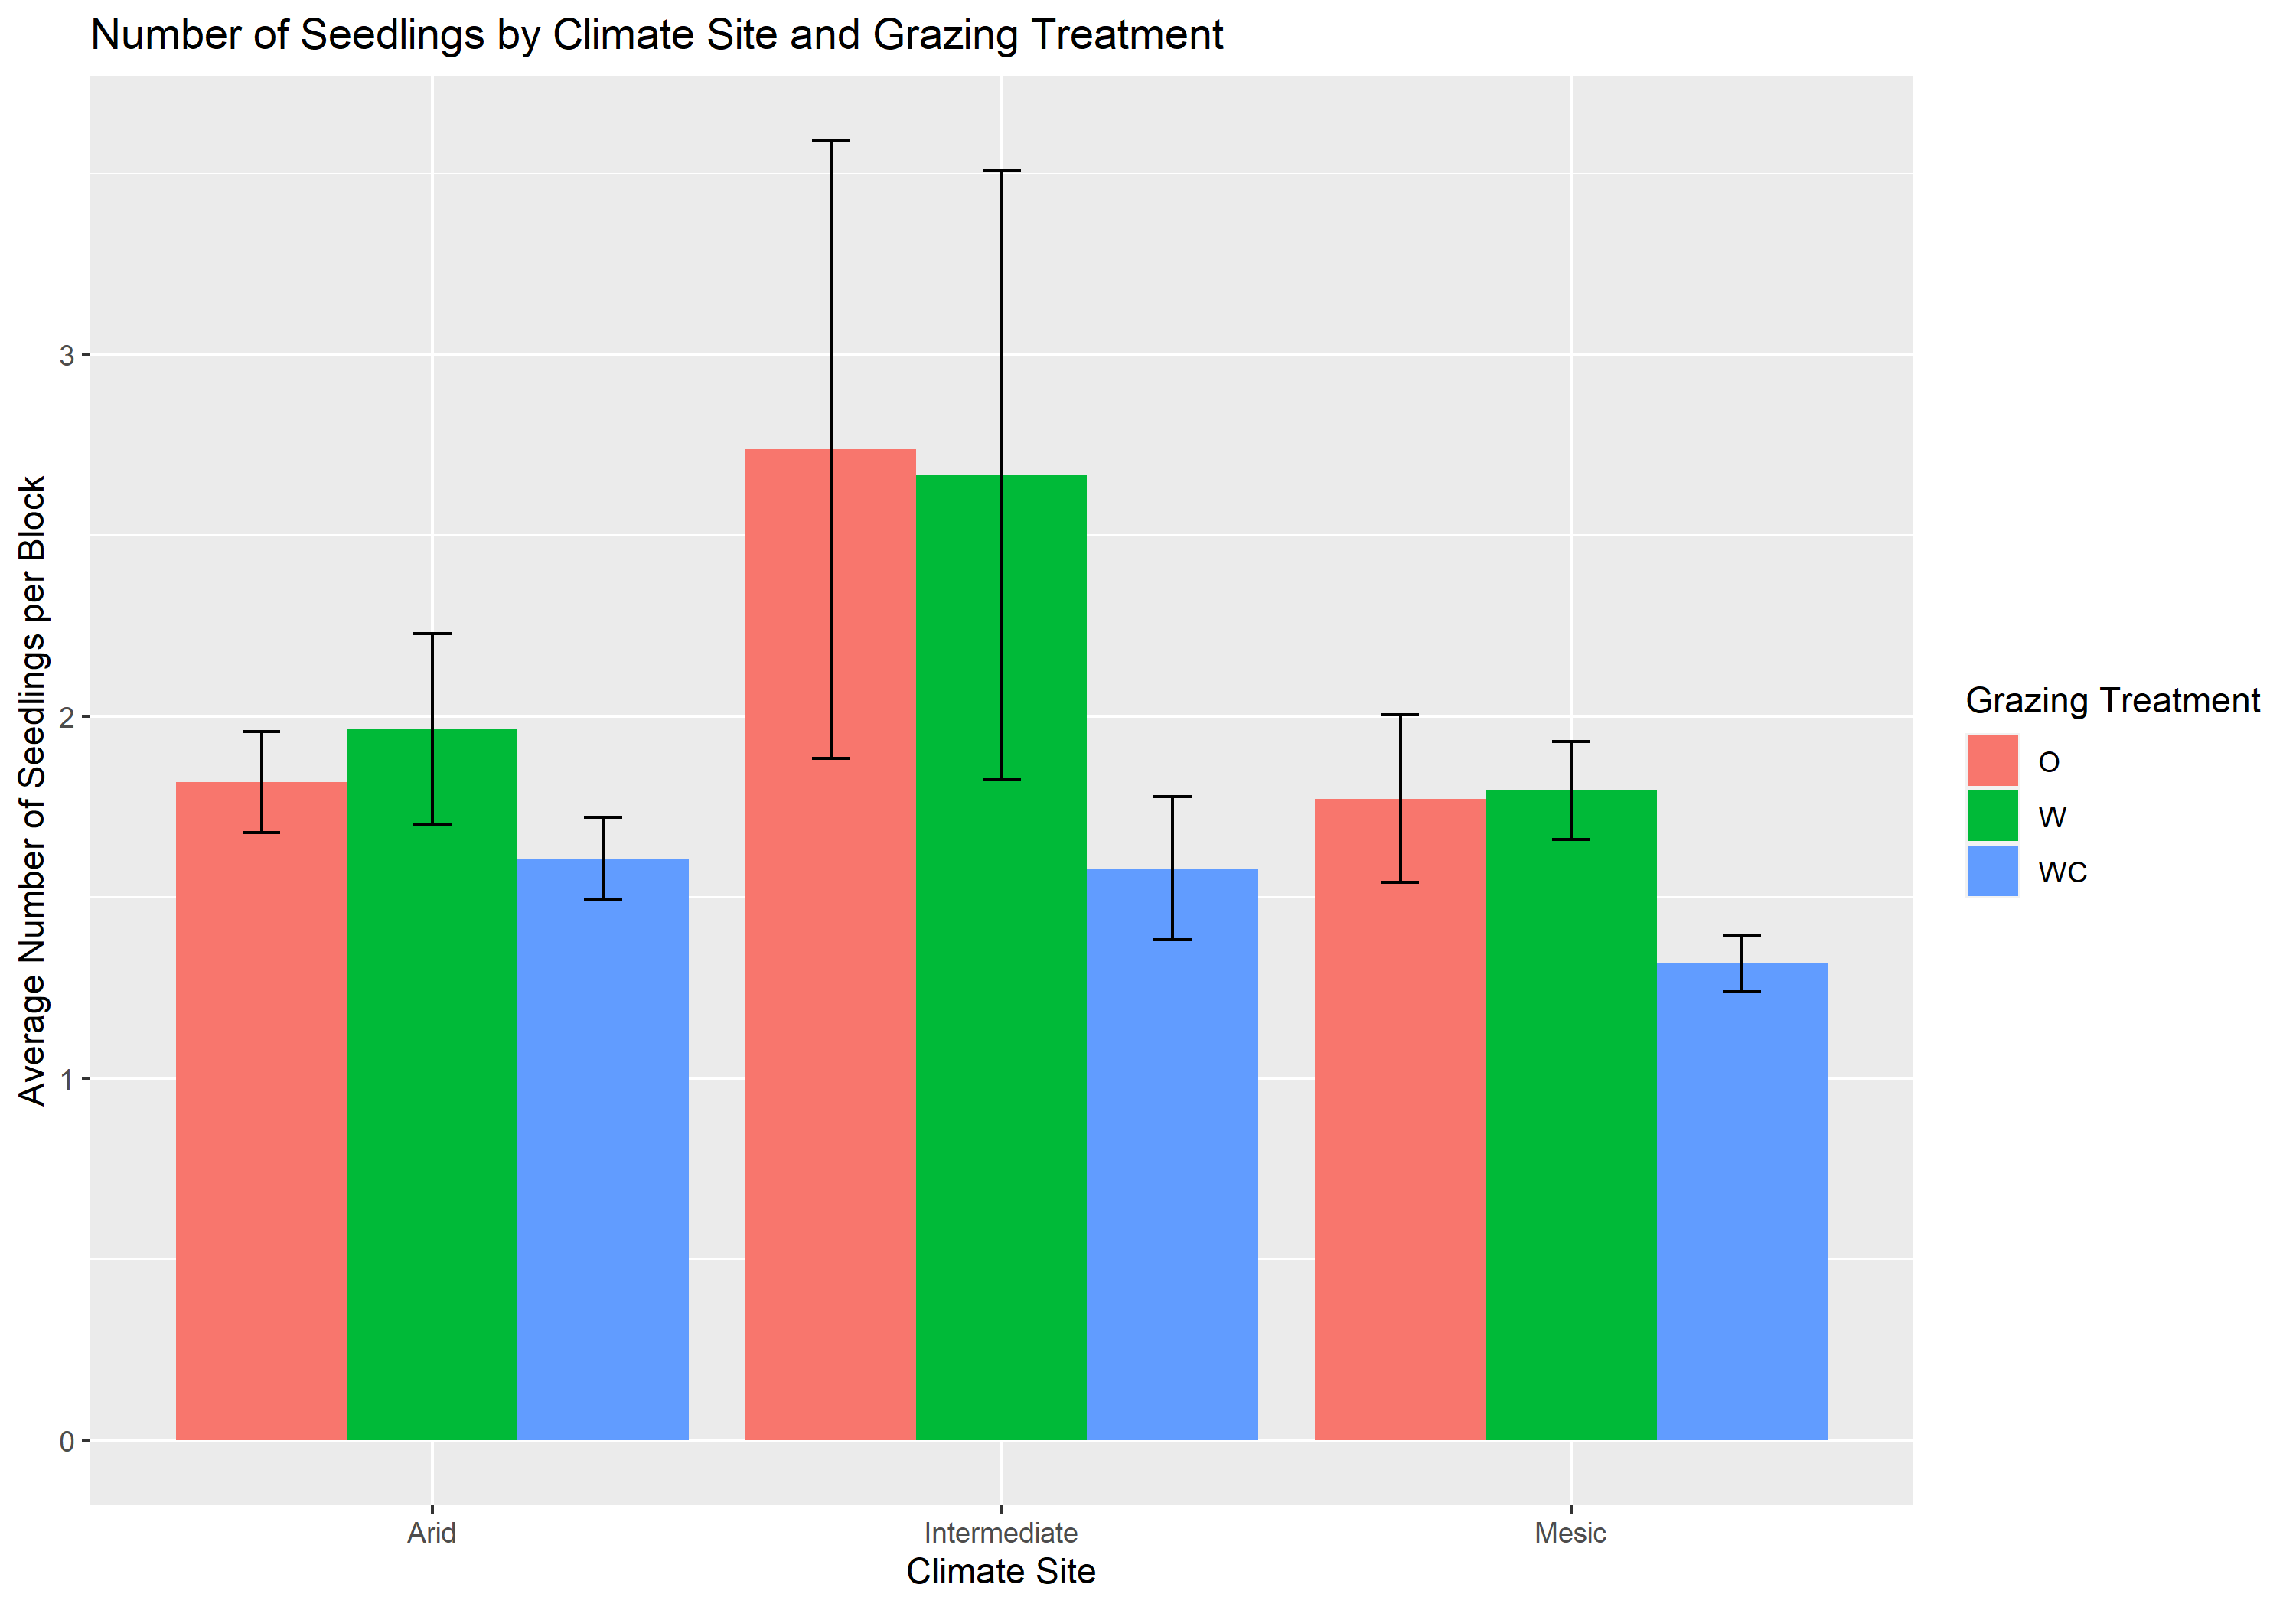 Number of Seedlings by Climate Site and Grazing Treatment
Average Number of Seedlings per Block
3
2
1
0
Arid
Intermediate
Mesic
Climate Site
Grazing Treatment
O
W
WC